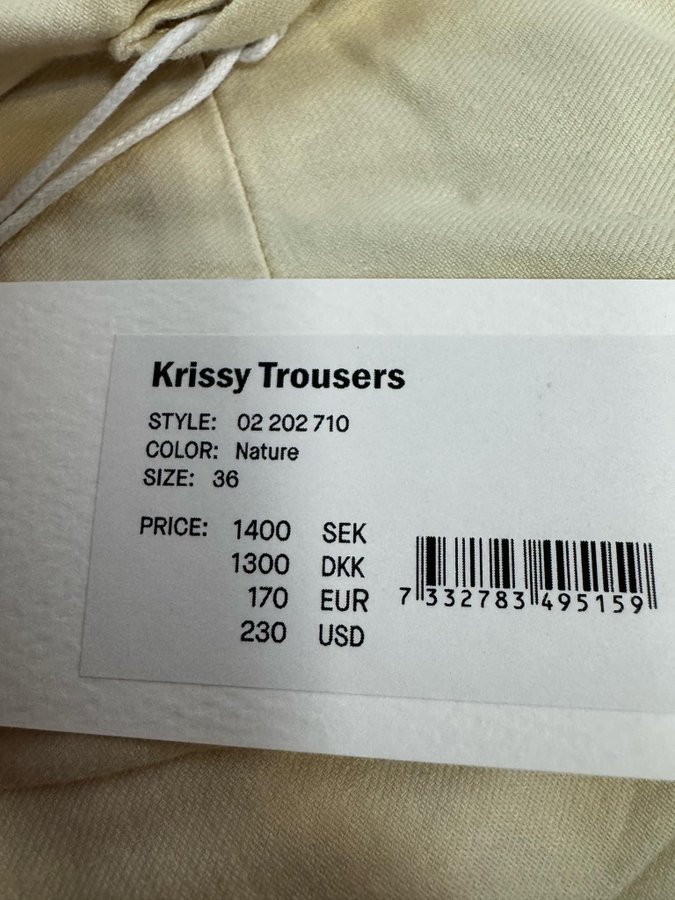 Krissy Trousers
STYLE: 02 202 710
COLOR: Nature
SIZE: 36
PRICE: 1400 SEK
1300 DKK
170 EUR
230 USD
7 332783 495159